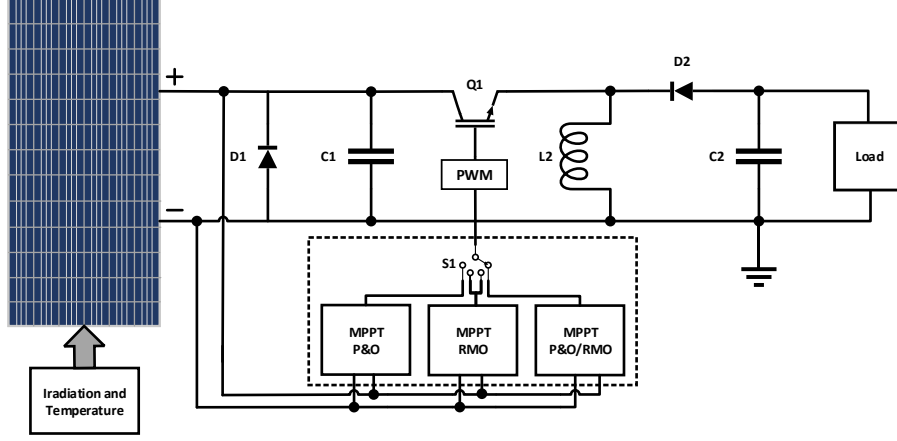 D2
+
Q1
D1
C1
L2
C2
Load
PWM
−
S1
MPPT
P&O
MPPT
RMO
MPPT
P&O/RMO
Iradiation and
Temperature